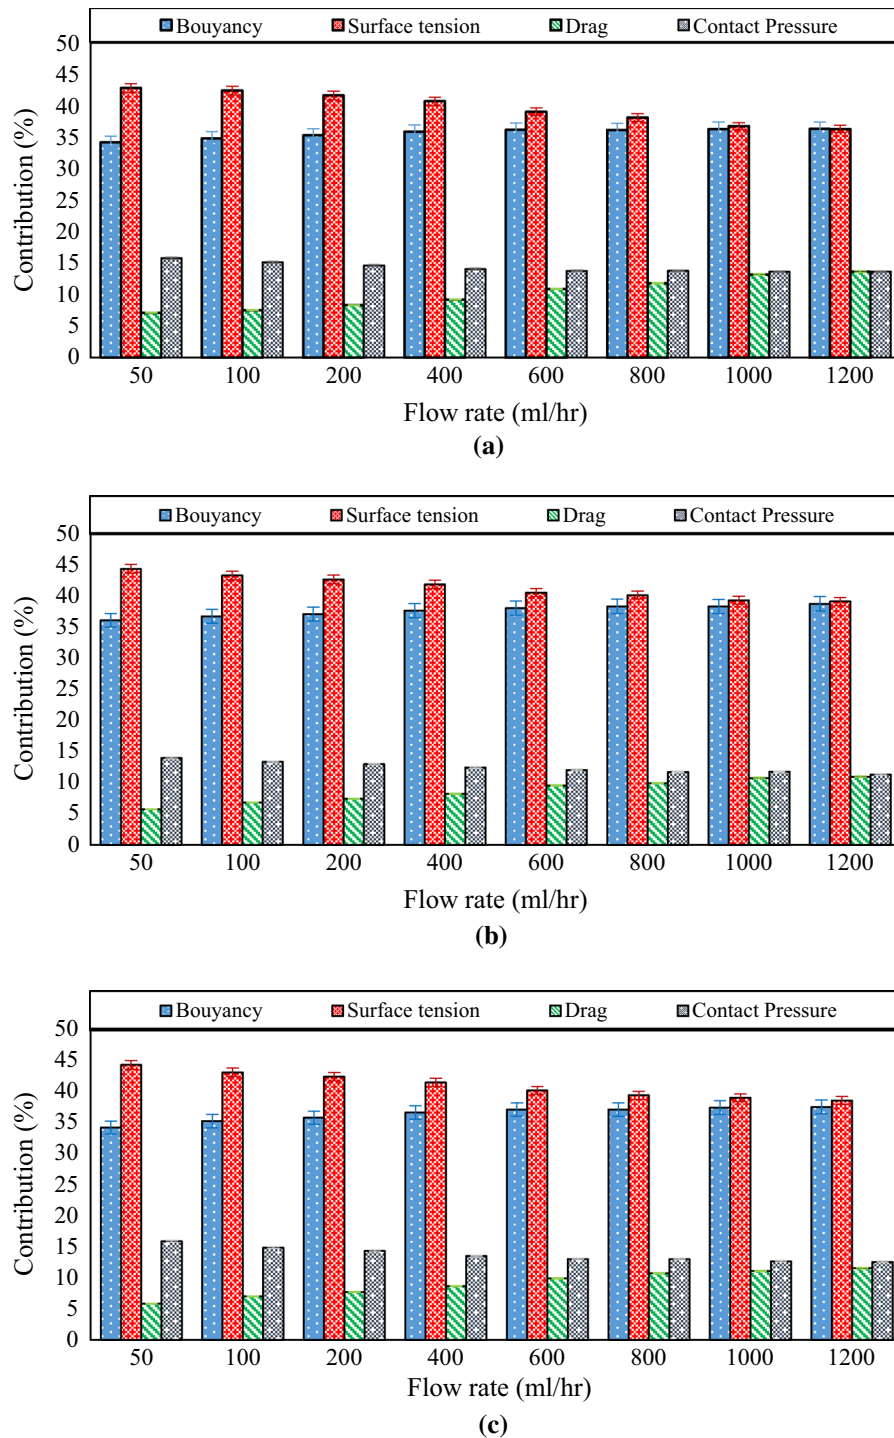 Bouyancy Surface tension Drag Contact Pressure
50
45
40
35
30
25
20
15
10
5
0
Contribution (%)
50 100 200 400 600 800 1000 1200
Flow rate (ml/hr)
(a)
Bouyancy Surface tension Drag Contact Pressure
50
45
40
35
30
25
20
15
10
5
0
Contribution (%)
50 100 200 400 600 800 1000 1200
Flow rate (ml/hr)
(b)
Bouyancy Surface tension Drag Contact Pressure
50
45
40
35
30
25
20
15
10
5
0
Contribution (%)
50 100 200 400 600 800 1000 1200
Flow rate (ml/hr)
(c)